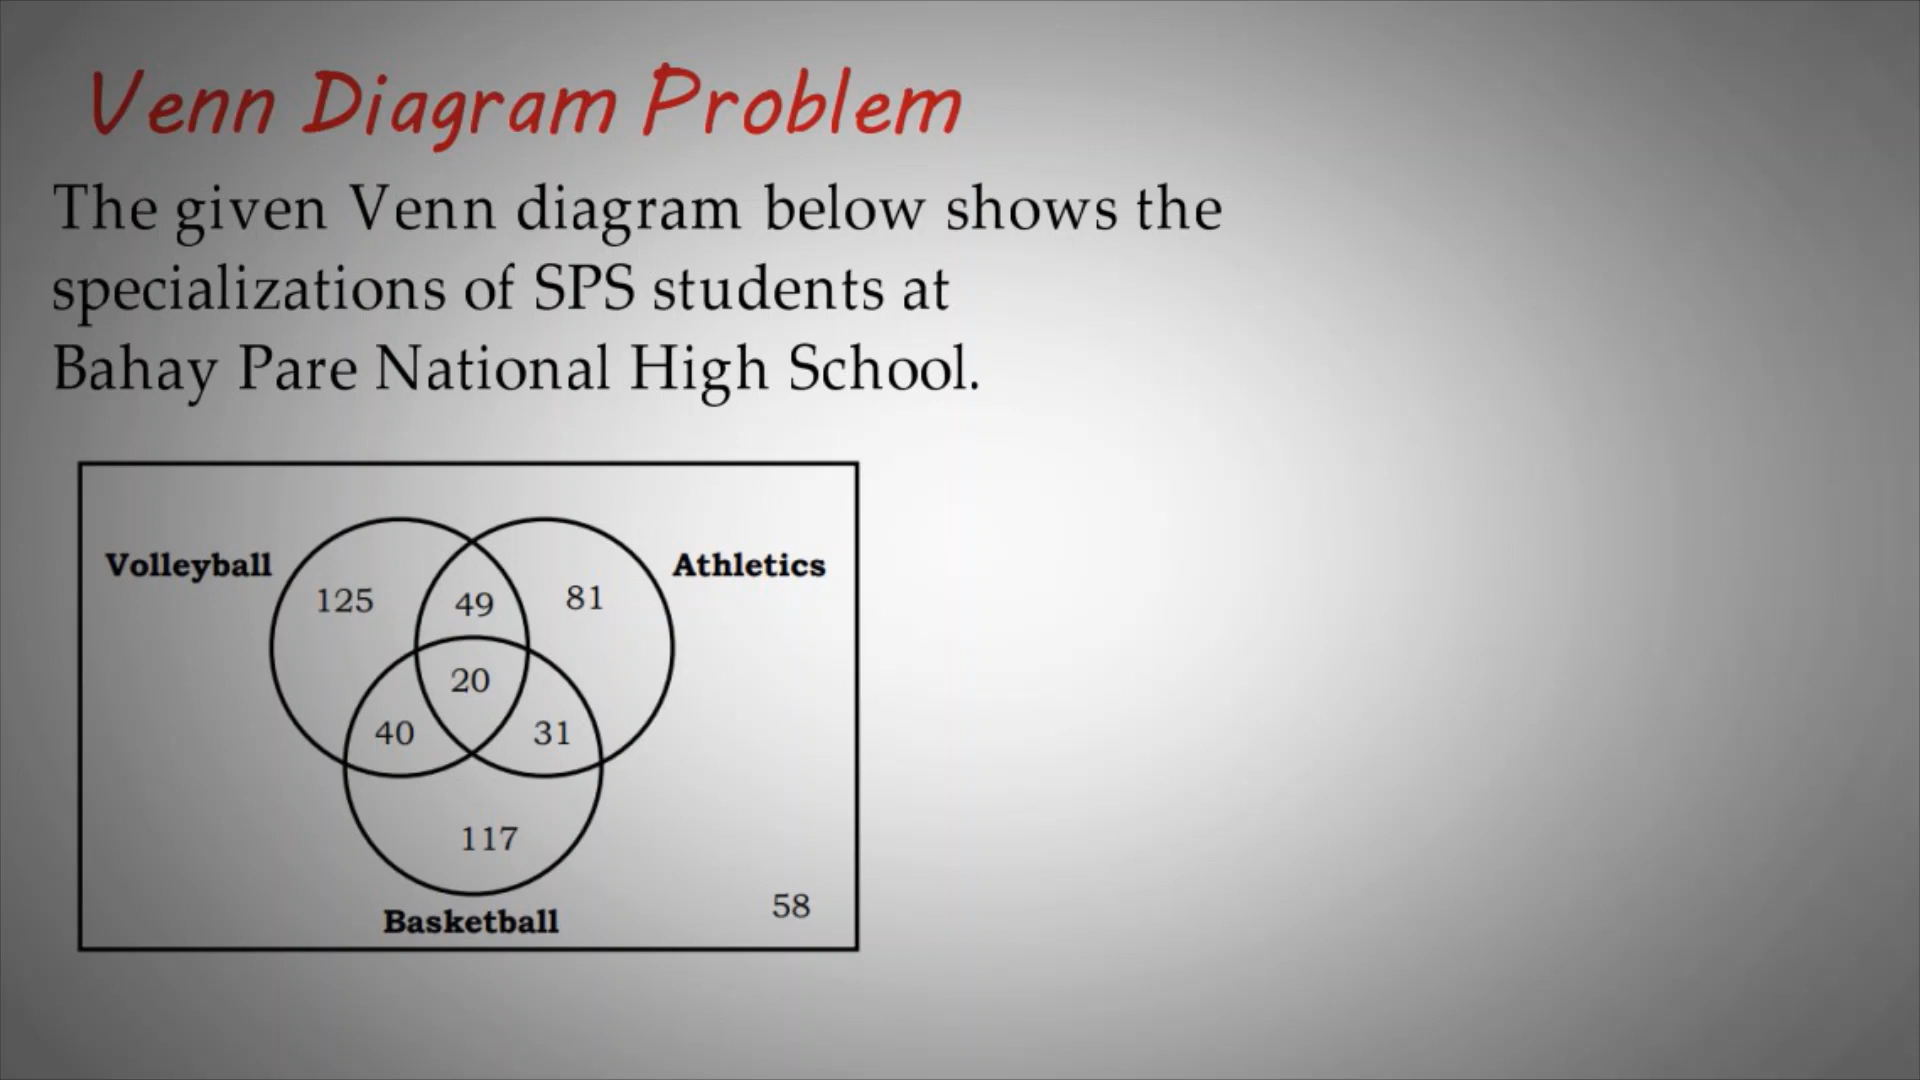 Venn Diagram Problem
The given Venn diagram below shows the
specializations of SPS students at
Bahay Pare National High School.
Volleyball
Athletics
125
49
81
20
40
31
117
58
Basketball